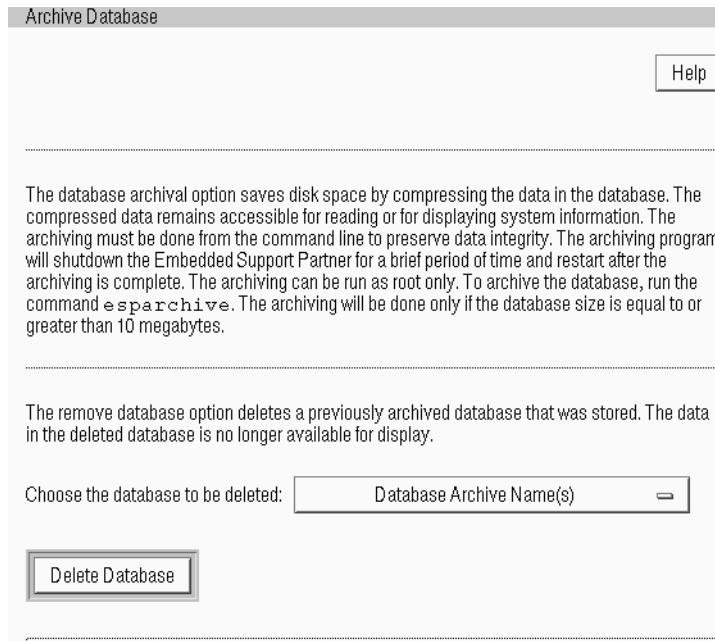 Archive Database
Help
The database archival option saves disk space by compressing the data in the database. The
compressed data remains accessible for reading or for displaying system information. The
archiving must be done from the command line to preserve data integrity. The archiving program
will shutdown the Embedded Support Partner for a brief period of time and restart after the
archiving is complete. The archiving can be run as root only. To archive the database, run the
command esparchive. The archiving will be done only if the database size is equal to or
greater than 10 megabytes.
The remove database option deletes a previously archived database that was stored. The data
in the deleted database is no longer available for display.
Choose the database to be deleted: Database Archive Name(s)
Delete Database